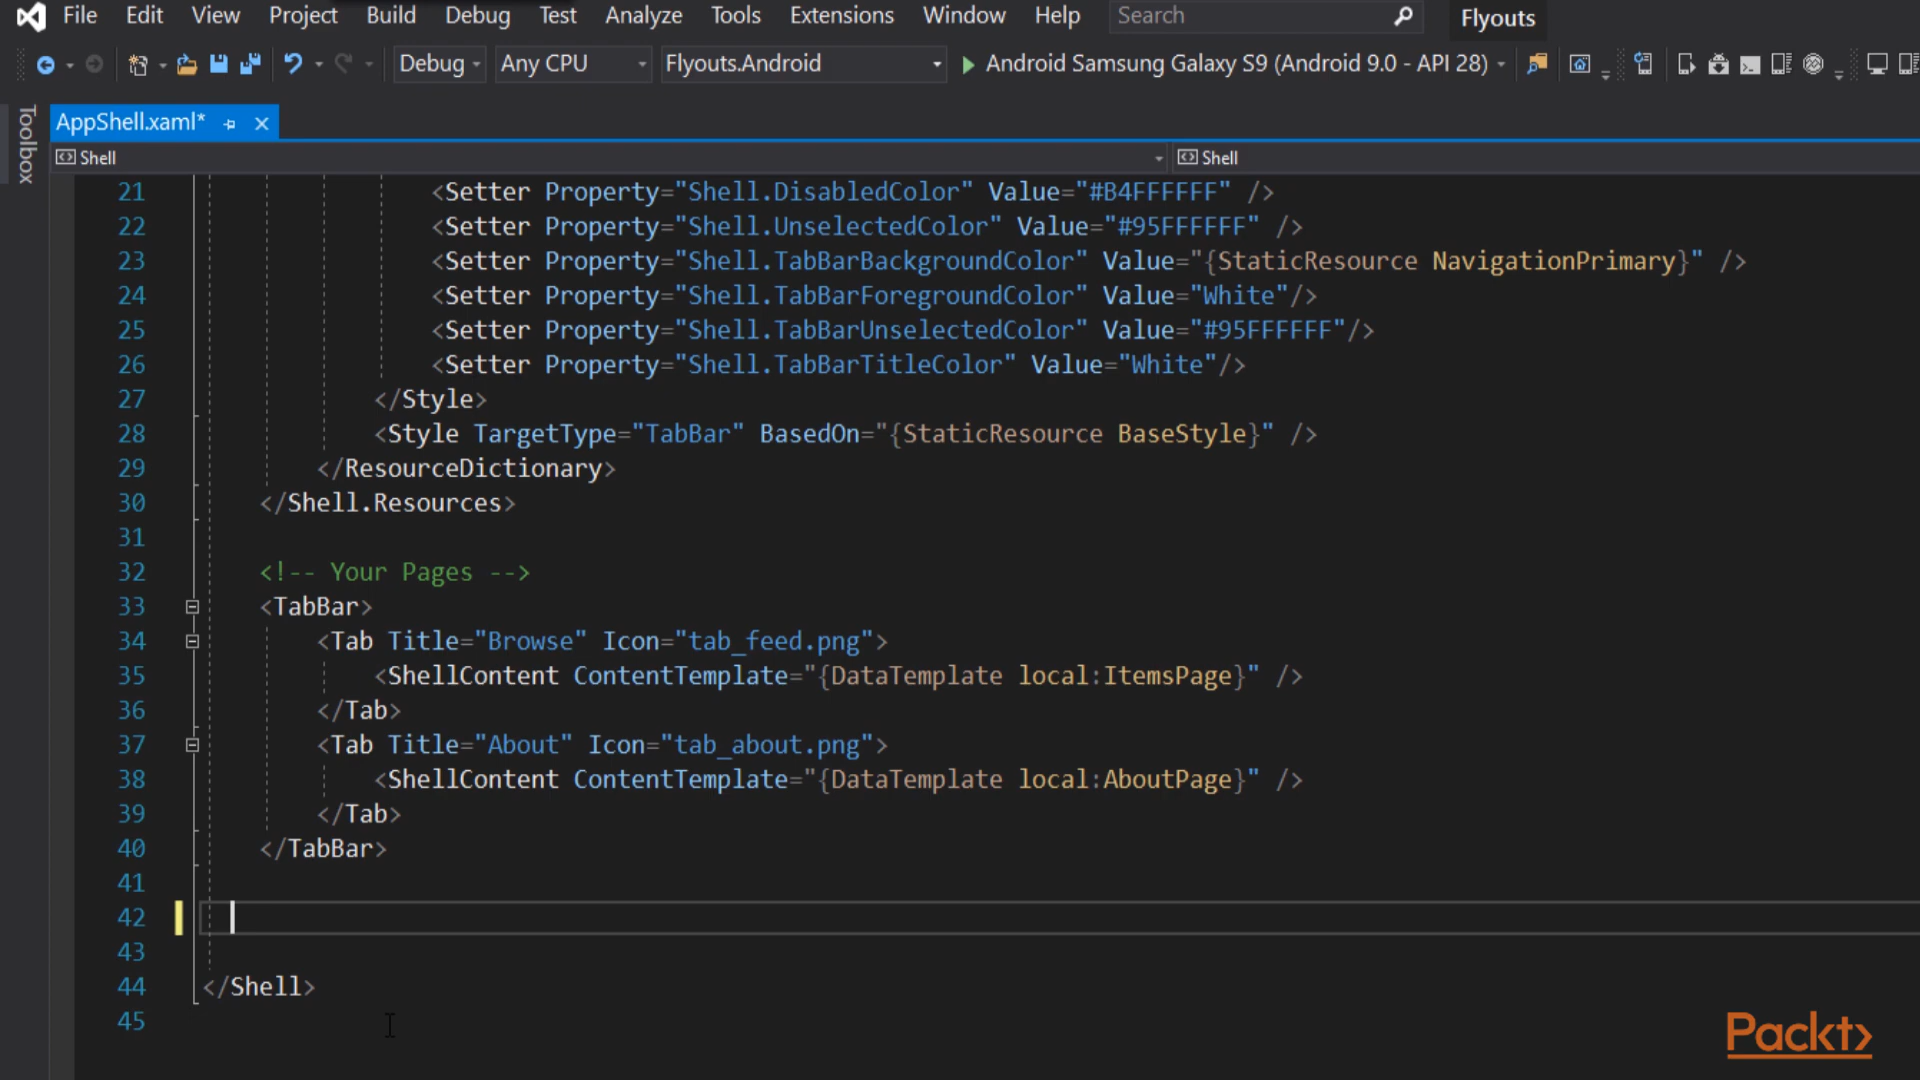 File Edit View Project Build Debug Test Analyze Tools Extensions Window Help Search Flyouts
Debug Any CPU Flyouts.Android Android Samsung Galaxy S9 (Android 9.0 - API 28)
Toolbox
AppShell.xaml*
Shell Shell
21 <Setter Property="Shell.DisabledColor" Value="#B4FFFFFF" />
22 <Setter Property="Shell.UnselectedColor" Value="#95FFFFFF" />
23 <Setter Property="Shell.TabBarBackgroundColor" Value="{StaticResource NavigationPrimary}" />
24 <Setter Property="Shell.TabBarForegroundColor" Value="White"/>
25 <Setter Property="Shell.TabBarUnselectedColor" Value="#95FFFFFF"/>
26 <Setter Property="Shell.TabBarTitleColor" Value="White"/>
27 </Style>
28 <Style TargetType="TabBar" BasedOn="{StaticResource BaseStyle}" />
29 </ResourceDictionary>
30 </Shell.Resources>
31
32 <!-- Your Pages -->
33 <TabBar>
34 <Tab Title="Browse" Icon="tab_feed.png">
35 <ShellContent ContentTemplate="{DataTemplate local:ItemsPage}" />
36 </Tab>
37 <Tab Title="About" Icon="tab_about.png">
38 <ShellContent ContentTemplate="{DataTemplate local:AboutPage}" />
39 </Tab>
40 </TabBar>
41
42
43
44 </Shell>
45
Packt>